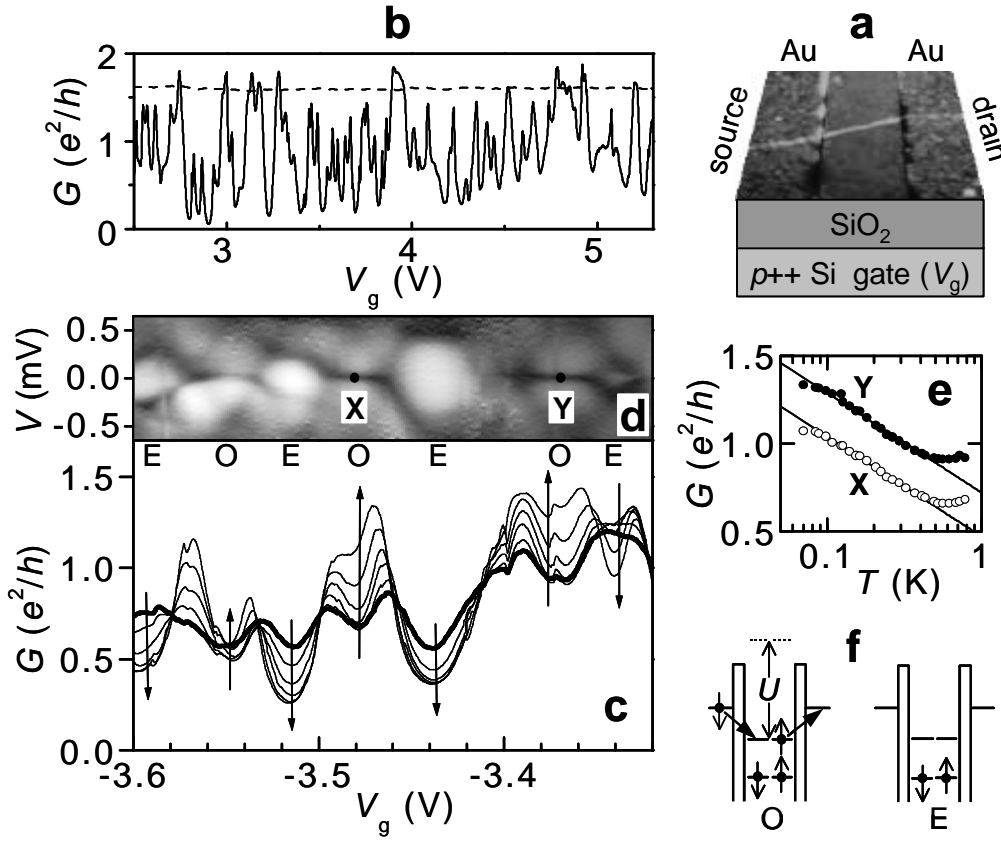 b
2
1
0
G (e²/h)
3
4
5
V_g (V)
a
Au
Au
source
drain
SiO₂
p++ Si gate (V_g)
0.5
0.0
-0.5
V (mV)
X
Y
d
E
O
E
O
E
O
E
1.5
1.0
0.5
0.0
G (e²/h)
c
-3.6
-3.5
-3.4
V_g (V)
1.5
1.0
0.5
G (e²/h)
e
Y
X
0.1
1
T (K)
f
U
O
E